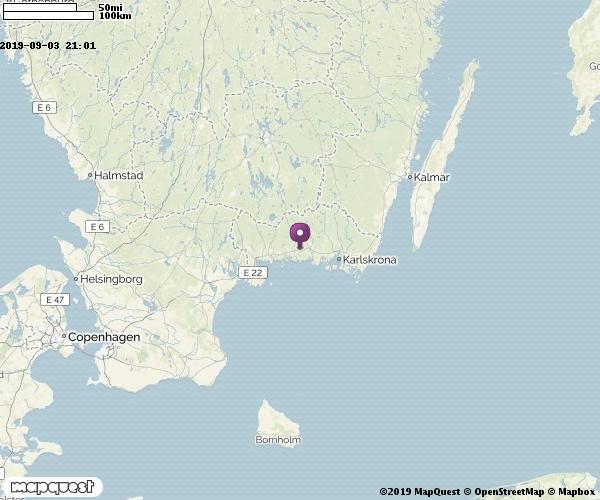 50mi
100km
2019-09-03 21:01
E 6
Halmstad
Kalmar
E 6
Karlskrona
E 22
Helsingborg
E 47
Copenhagen
Bornholm
mapquest
©2019 MapQuest © OpenStreetMap © Mapbox